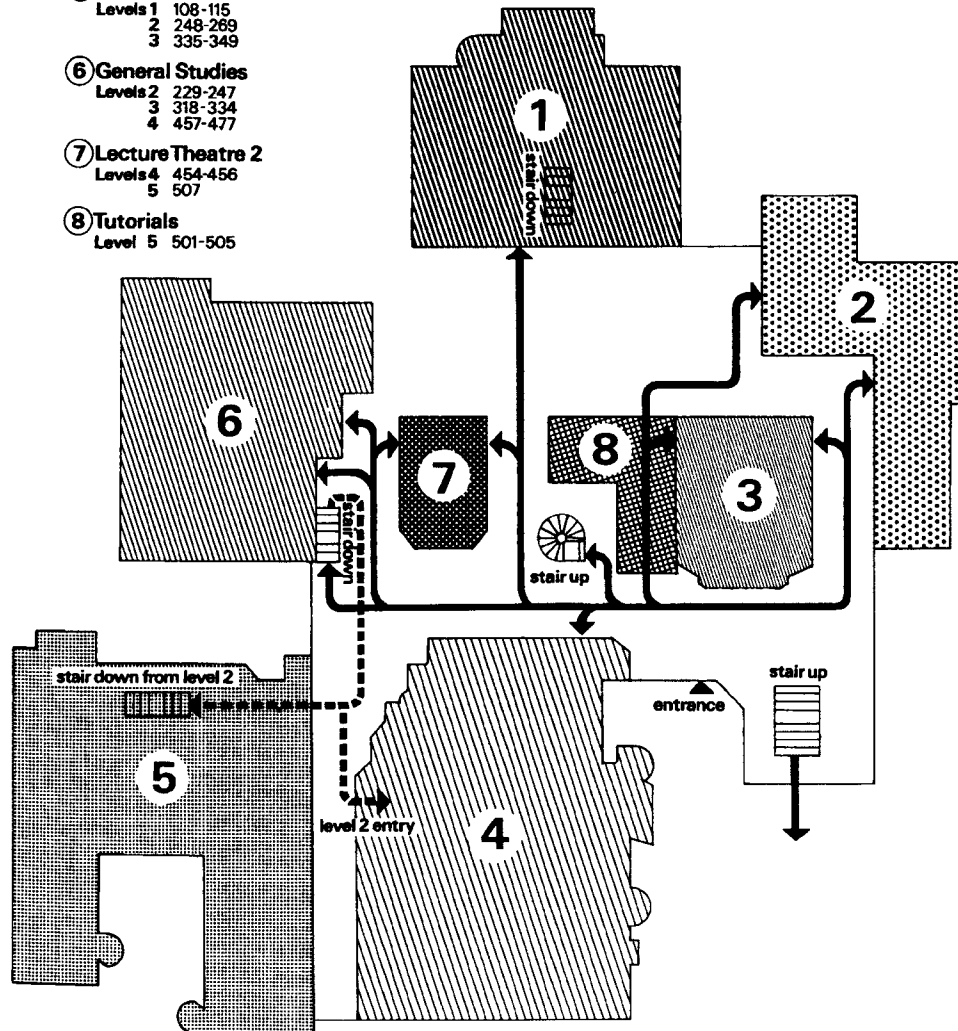 Levels 1 108-115
2 248-269
3 335-349
6 General Studies
Levels 2 229-247
3 318-334
4 457-477
7 Lecture Theatre 2
Levels 4 454-456
5 507
8 Tutorials
Level 5 501-505
1
stair down
2
6
7
8
3
stair down
stair up
stair down from level 2
stair up
entrance
5
level 2 entry
4